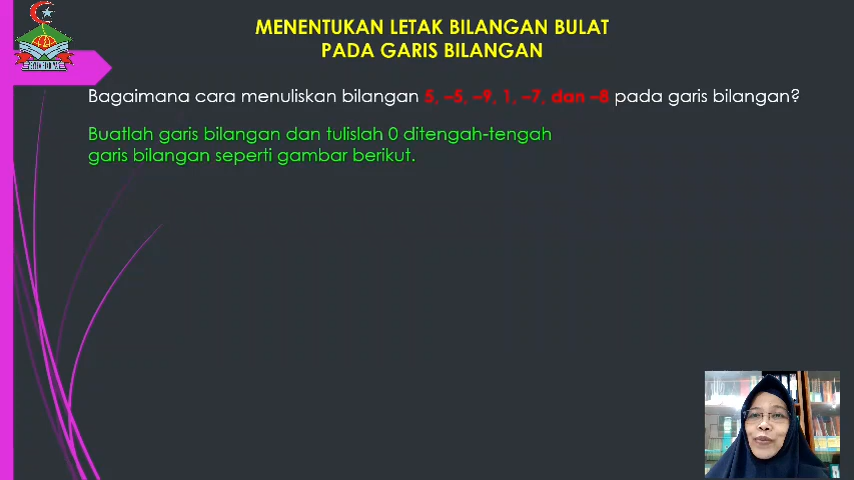 MENENTUKAN LETAK BILANGAN BULAT
PADA GARIS BILANGAN
Bagaimana cara menuliskan bilangan 5, –5, –9, 1, –7, dan –8 pada garis bilangan?
Buatlah garis bilangan dan tulislah 0 ditengah-tengah
garis bilangan seperti gambar berikut.